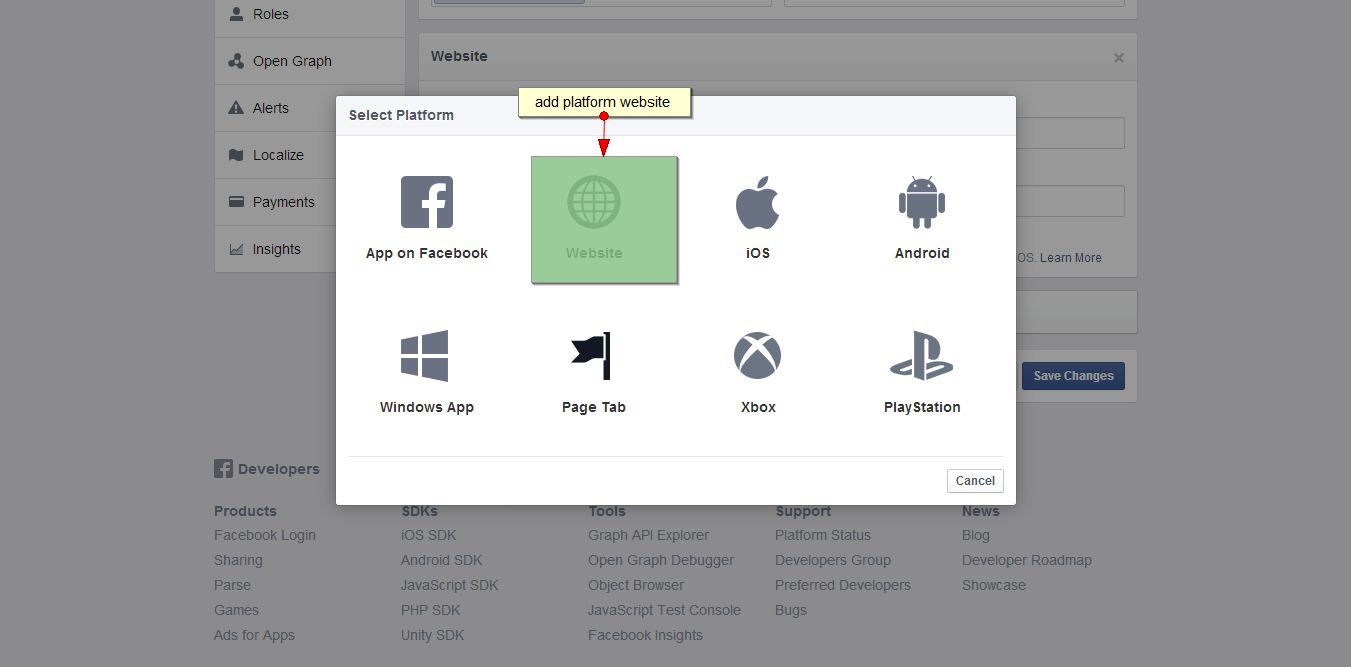 Roles
Open Graph
Alerts
Localize
Payments
Insights
Website
×
add platform website
Select Platform
App on Facebook
Website
iOS
Android
Windows App
Page Tab
Xbox
PlayStation
Cancel
OS. Learn More
Save Changes
Developers
Products
Facebook Login
Sharing
Parse
Games
Ads for Apps
SDKs
iOS SDK
Android SDK
JavaScript SDK
PHP SDK
Unity SDK
Tools
Graph API Explorer
Open Graph Debugger
Object Browser
JavaScript Test Console
Facebook Insights
Support
Platform Status
Developers Group
Preferred Developers
Bugs
News
Blog
Developer Roadmap
Showcase